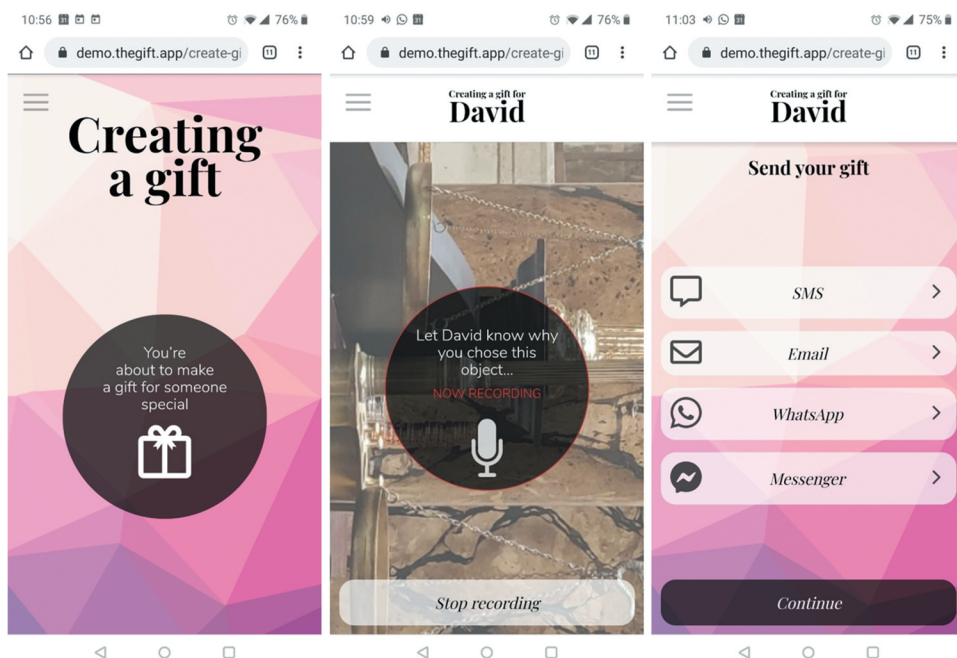 10:56
31
76%
demo.thegift.app/create-gi
11
Creating
a gift
You're
about to make
a gift for someone
special
10:59
31
76%
demo.thegift.app/create-gi
11
Creating a gift for
David
Let David know why
you chose this
object...
NOW RECORDING
Stop recording
11:03
31
75%
demo.thegift.app/create-gi
11
Creating a gift for
David
Send your gift
SMS
Email
WhatsApp
Messenger
Continue